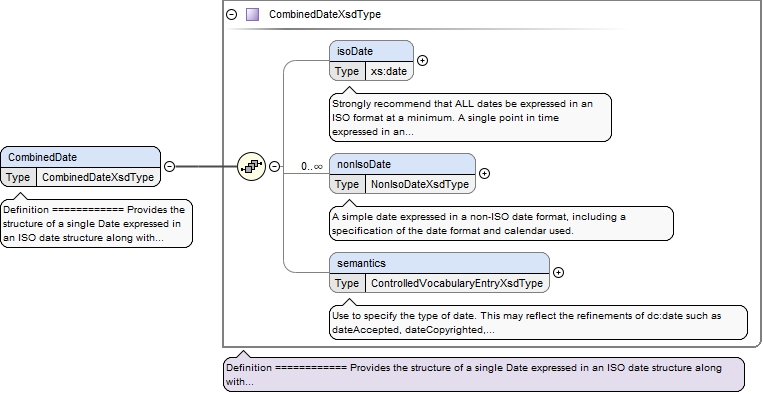 CombinedDateXsdType
isoDate
Type xs:date
Strongly recommend that ALL dates be expressed in an
ISO format at a minimum. A single point in time
expressed in an...
CombinedDate
Type CombinedDateXsdType
Definition ============ Provides the
structure of a single Date expressed in
an ISO date structure along with...
0..∞
nonIsoDate
Type NonIsoDateXsdType
A simple date expressed in a non-ISO date format, including a
specification of the date format and calendar used.
semantics
Type ControlledVocabularyEntryXsdType
Use to specify the type of date. This may reflect the refinements of dc:date such as
dateAccepted, dateCopyrighted,...
Definition ============ Provides the structure of a single Date expressed in an ISO date structure along
with...